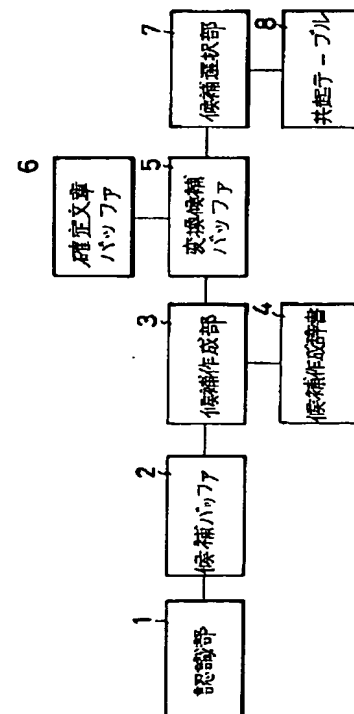 1
認識部
2
候補バッファ
3
候補作成部
4
候補作成辞書
5
変換候補
バッファ
6
確定文章
バッファ
7
候補選択部
8
共起テーブル